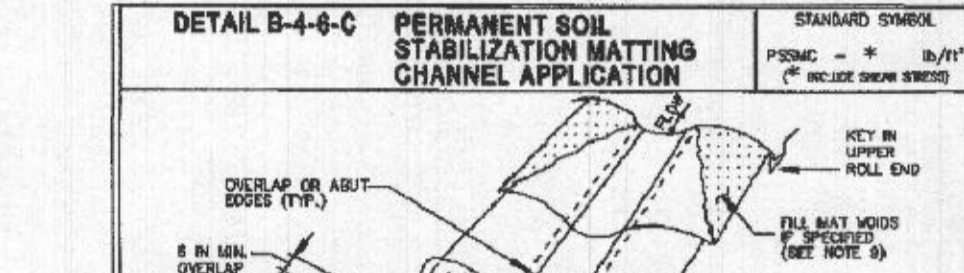 DETAIL B-4-6-C
PERMANENT SOIL
STABILIZATION MATTING
CHANNEL APPLICATION
STANDARD SYMBOL
PSSMC - * lb/ft²
(* INCLUDE SHEAR STRESS)
FLOW
KEY IN
UPPER
ROLL END
OVERLAP OR ABUT
EDGES (TYP.)
FILL MAT VOIDS
IF SPECIFIED
(SEE NOTE 9)
6 IN MIN.
OVERLAP